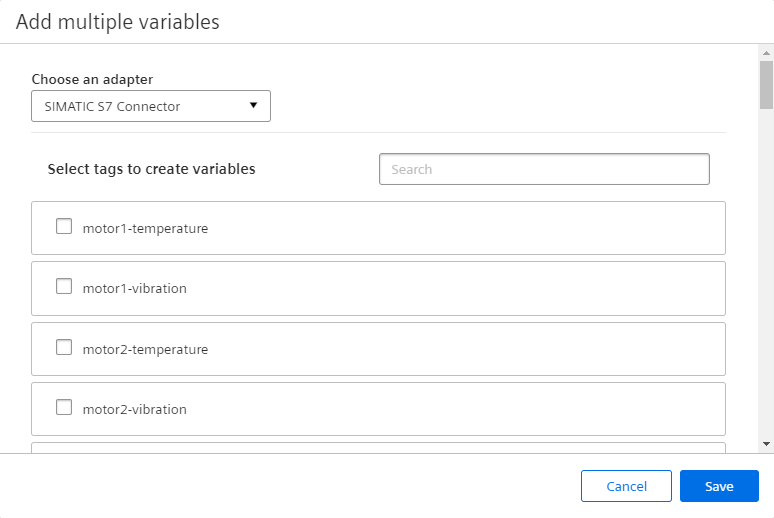 Add multiple variables
Choose an adapter
SIMATIC S7 Connector
Select tags to create variables
Search
motor1-temperature
motor1-vibration
motor2-temperature
motor2-vibration
Cancel
Save